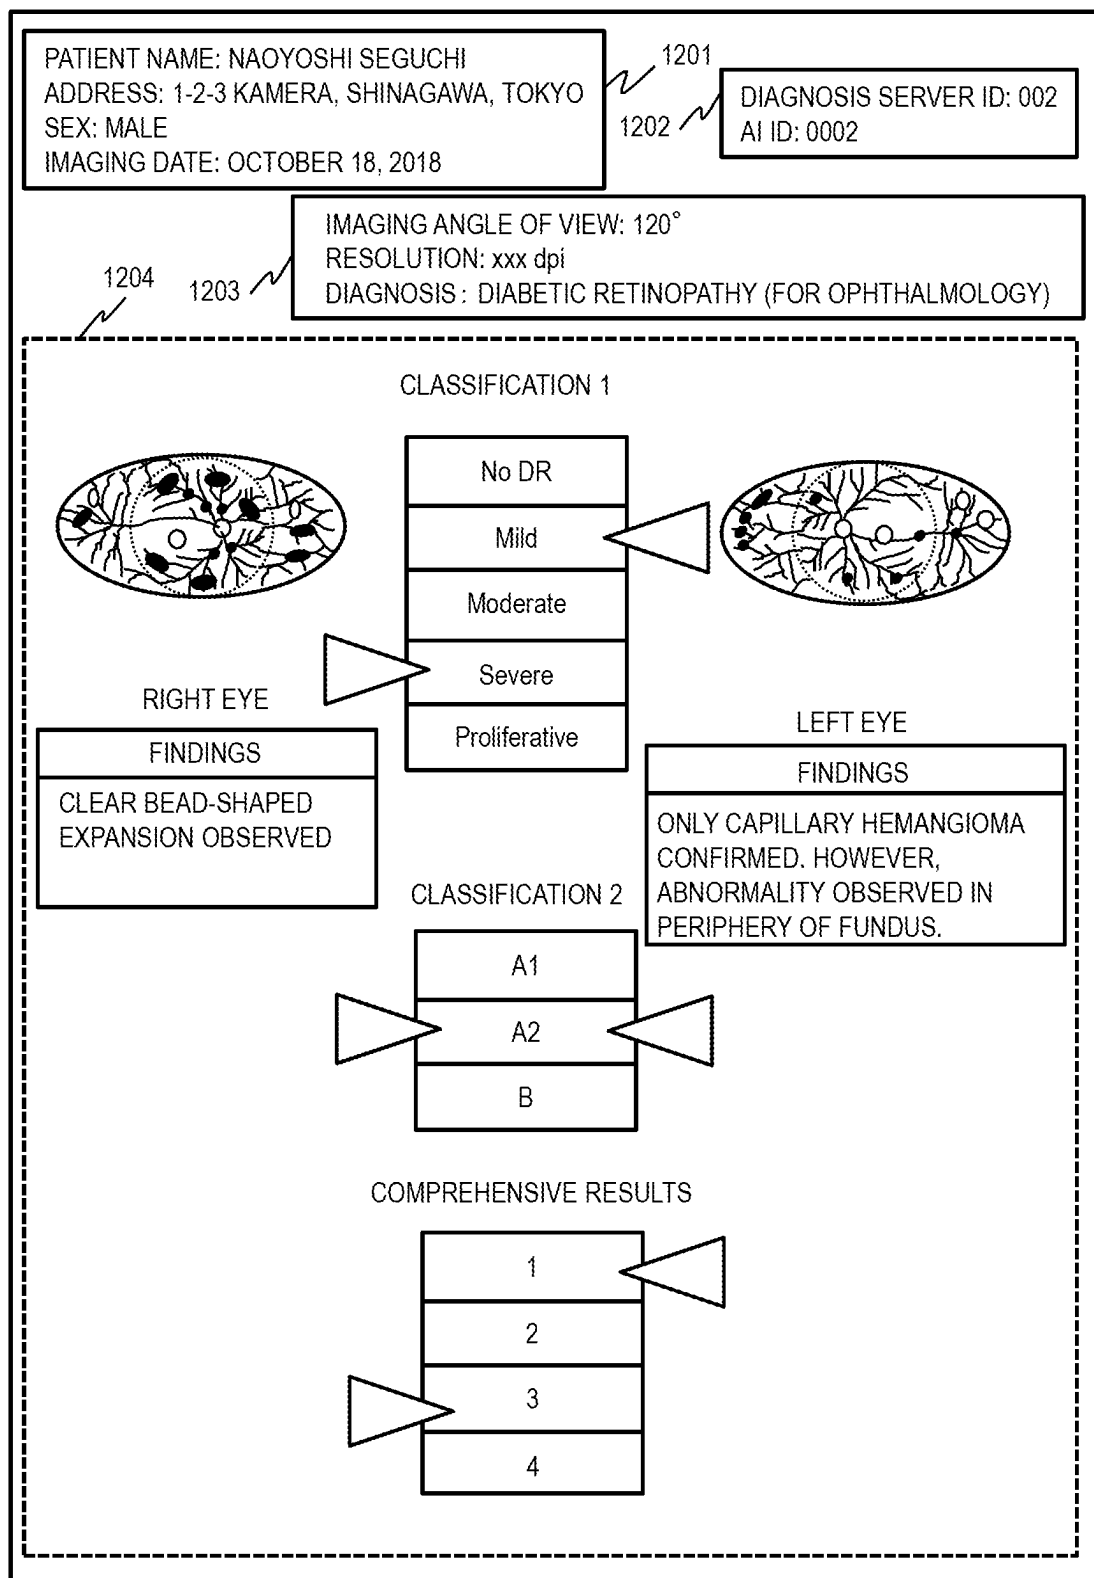 PATIENT NAME: NAOYOSHI SEGUCHI
ADDRESS: 1-2-3 KAMERA, SHINAGAWA, TOKYO
SEX: MALE
IMAGING DATE: OCTOBER 18, 2018
1201
1202
DIAGNOSIS SERVER ID: 002
AI ID: 0002
1203
IMAGING ANGLE OF VIEW: 120°
RESOLUTION: xxx dpi
DIAGNOSIS : DIABETIC RETINOPATHY (FOR OPHTHALMOLOGY)
1204
CLASSIFICATION 1
No DR
Mild
Moderate
Severe
Proliferative
RIGHT EYE
FINDINGS
CLEAR BEAD-SHAPED
EXPANSION OBSERVED
LEFT EYE
FINDINGS
ONLY CAPILLARY HEMANGIOMA
CONFIRMED. HOWEVER,
ABNORMALITY OBSERVED IN
PERIPHERY OF FUNDUS.
CLASSIFICATION 2
A1
A2
B
COMPREHENSIVE RESULTS
1
2
3
4